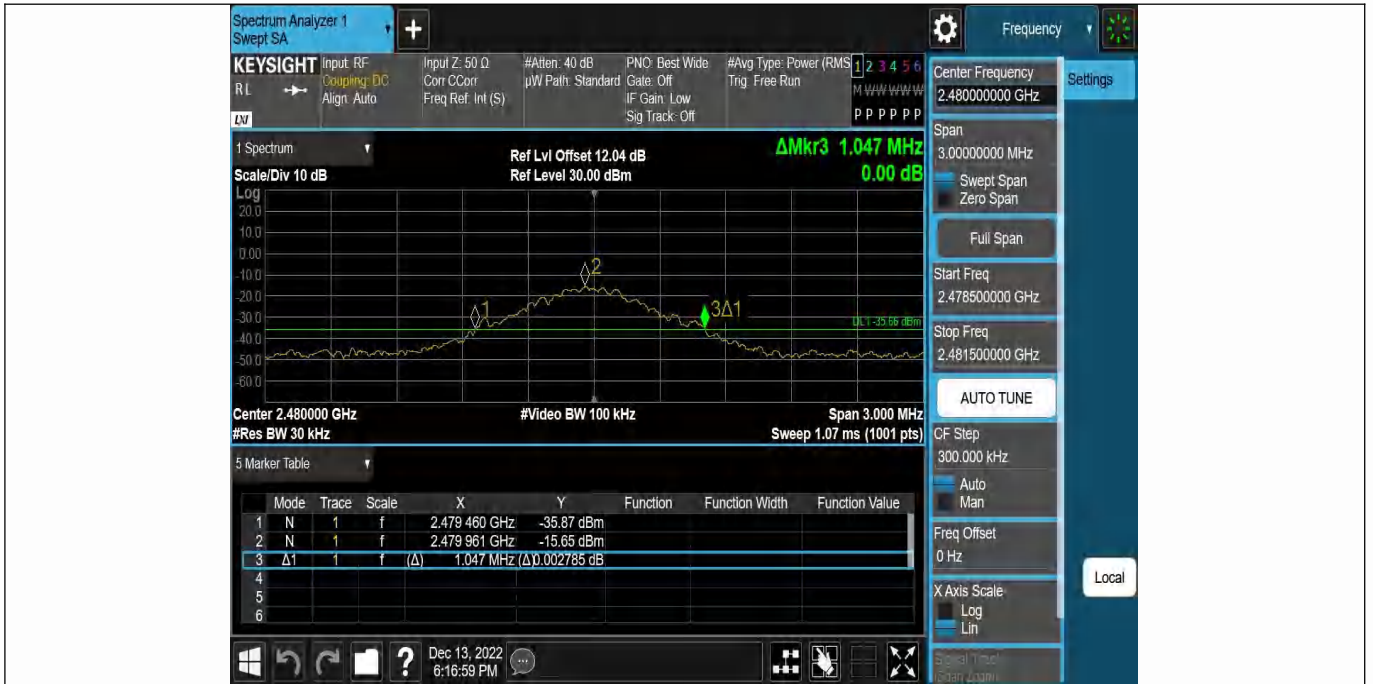 Spectrum Analyzer 1
Swept SA
+
Frequency
KEYSIGHT
RL
LXI
Input: RF
Coupling: DC
Align: Auto
Input Z: 50 Ω
Corr CCorr
Freq Ref: Int (S)
#Atten: 40 dB
µW Path: Standard
PNO: Best Wide
Gate: Off
IF Gain: Low
Sig Track: Off
#Avg Type: Power (RMS
Trig: Free Run
1 2 3 4 5 6
M W W W W W
P P P P P P
1 Spectrum
Scale/Div 10 dB
Ref Lvl Offset 12.04 dB
Ref Level 30.00 dBm
ΔMkr3 1.047 MHz
0.00 dB
Log
20.0
10.0
0.00
-10.0
-20.0
-30.0
-40.0
-50.0
-60.0
2
1
3Δ1
DL1 -35.66 dBm
Center 2.480000 GHz
#Video BW 100 kHz
Span 3.000 MHz
#Res BW 30 kHz
Sweep 1.07 ms (1001 pts)
5 Marker Table
Mode Trace Scale X Y Function Function Width Function Value
1 N 1 f 2.479 460 GHz -35.87 dBm
2 N 1 f 2.479 961 GHz -15.65 dBm
3 Δ1 1 f (Δ) 1.047 MHz (Δ) 0.002785 dB
4
5
6
?
Dec 13, 2022
6:16:59 PM
Center Frequency
2.480000000 GHz
Settings
Span
3.00000000 MHz
Swept Span
Zero Span
Full Span
Start Freq
2.478500000 GHz
Stop Freq
2.481500000 GHz
AUTO TUNE
CF Step
300.000 kHz
Auto
Man
Freq Offset
0 Hz
X Axis Scale
Log
Lin
Signal Track
(Span Zoom)
Local